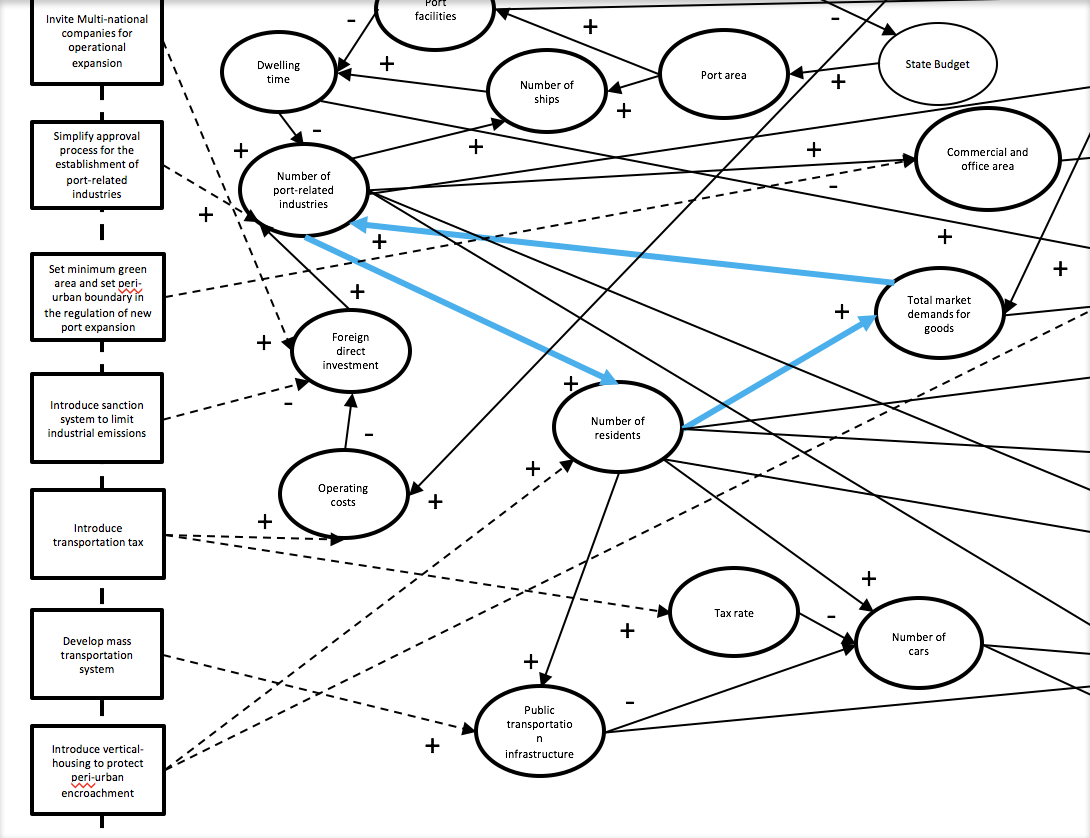 Invite Multi-national
companies for
operational
expansion
Simplify approval
process for the
establishment of
port-related
industries
Set minimum green
area and set peri-
urban boundary in
the regulation of new
port expansion
Introduce sanction
system to limit
industrial emissions
Introduce
transportation tax
Develop mass
transportation
system
Introduce vertical-
housing to protect
peri-urban
encroachment
Port
facilities
Dwelling
time
Number of
ships
Port area
State Budget
Number of
port-related
industries
Commercial and
office area
Foreign
direct
investment
Total market
demands for
goods
Number of
residents
Operating
costs
Tax rate
Number of
cars
Public
transportatio
n
infrastructure
-
+
-
+
+
+
-
+
+
+
-
+
+
+
+
+
+
+
-
+
-
+
+
+
+
-
+
+
-
+